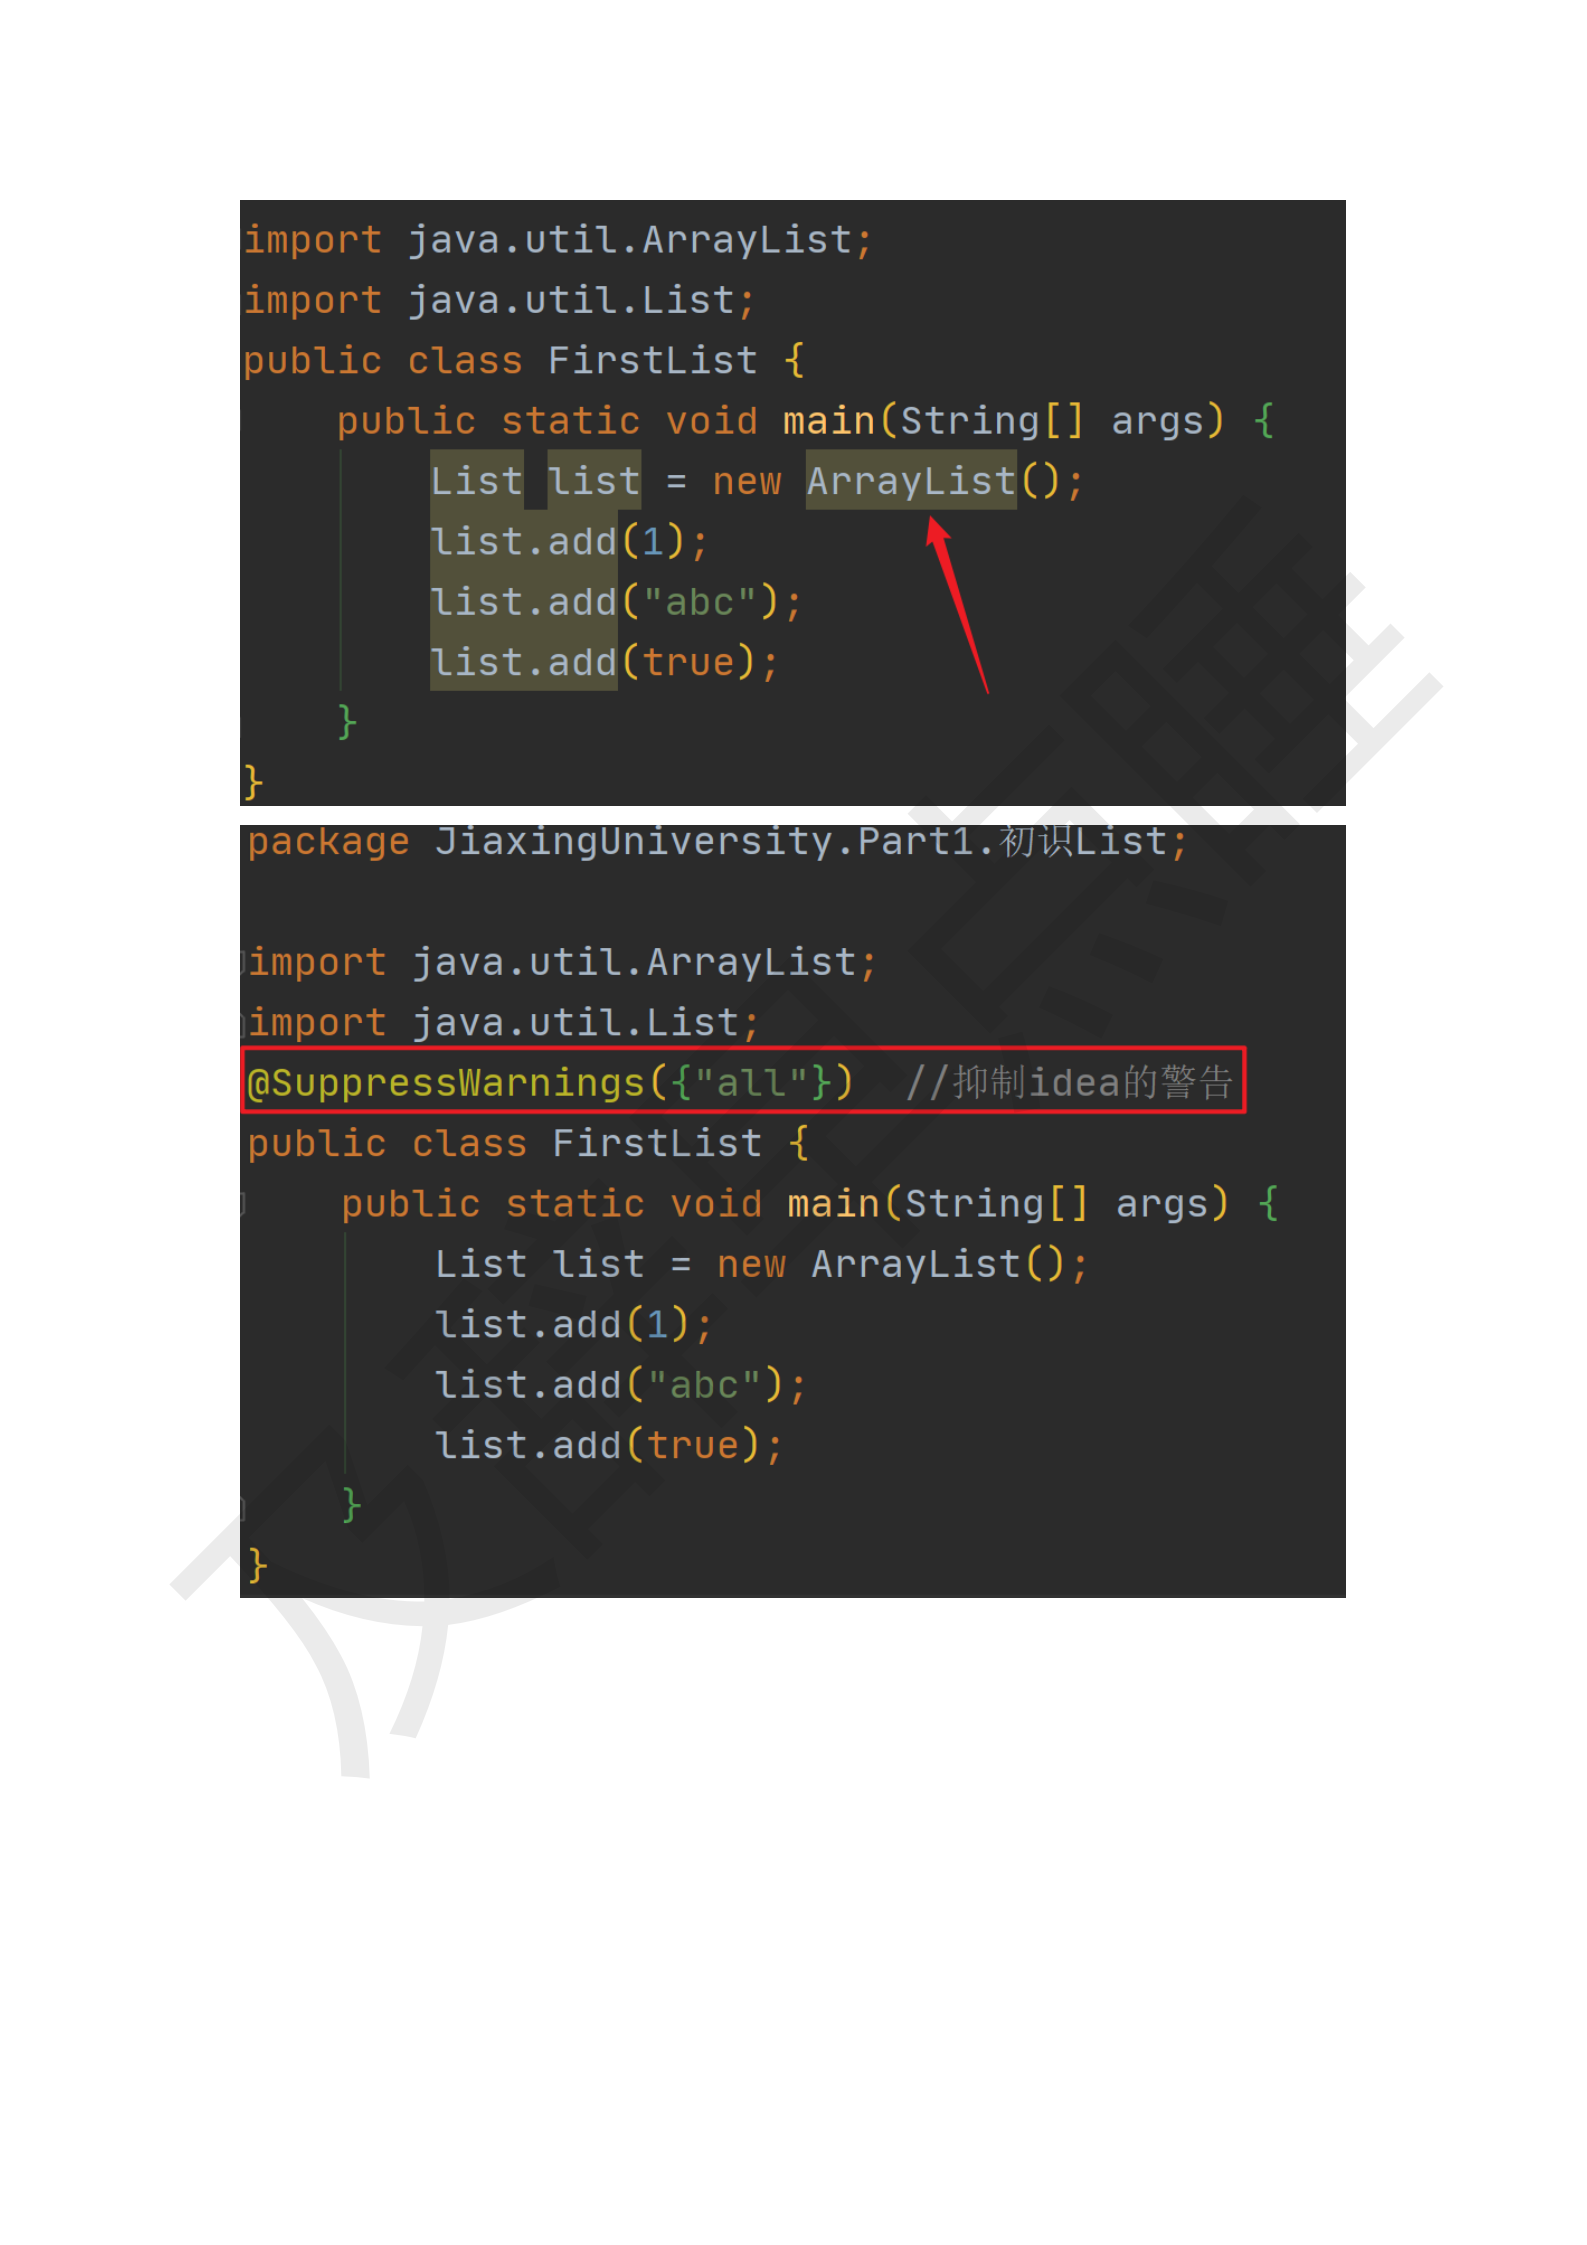 import java.util.ArrayList;
import java.util.List;
public class FirstList {
    public static void main(String[] args) {
        List list = new ArrayList();
        list.add(1);
        list.add("abc");
        list.add(true);
    }
}
package JiaxingUniversity.Part1.初识List;
import java.util.ArrayList;
import java.util.List;
@SuppressWarnings({"all"})  //抑制idea的警告
public class FirstList {
    public static void main(String[] args) {
        List list = new ArrayList();
        list.add(1);
        list.add("abc");
        list.add(true);
    }
}